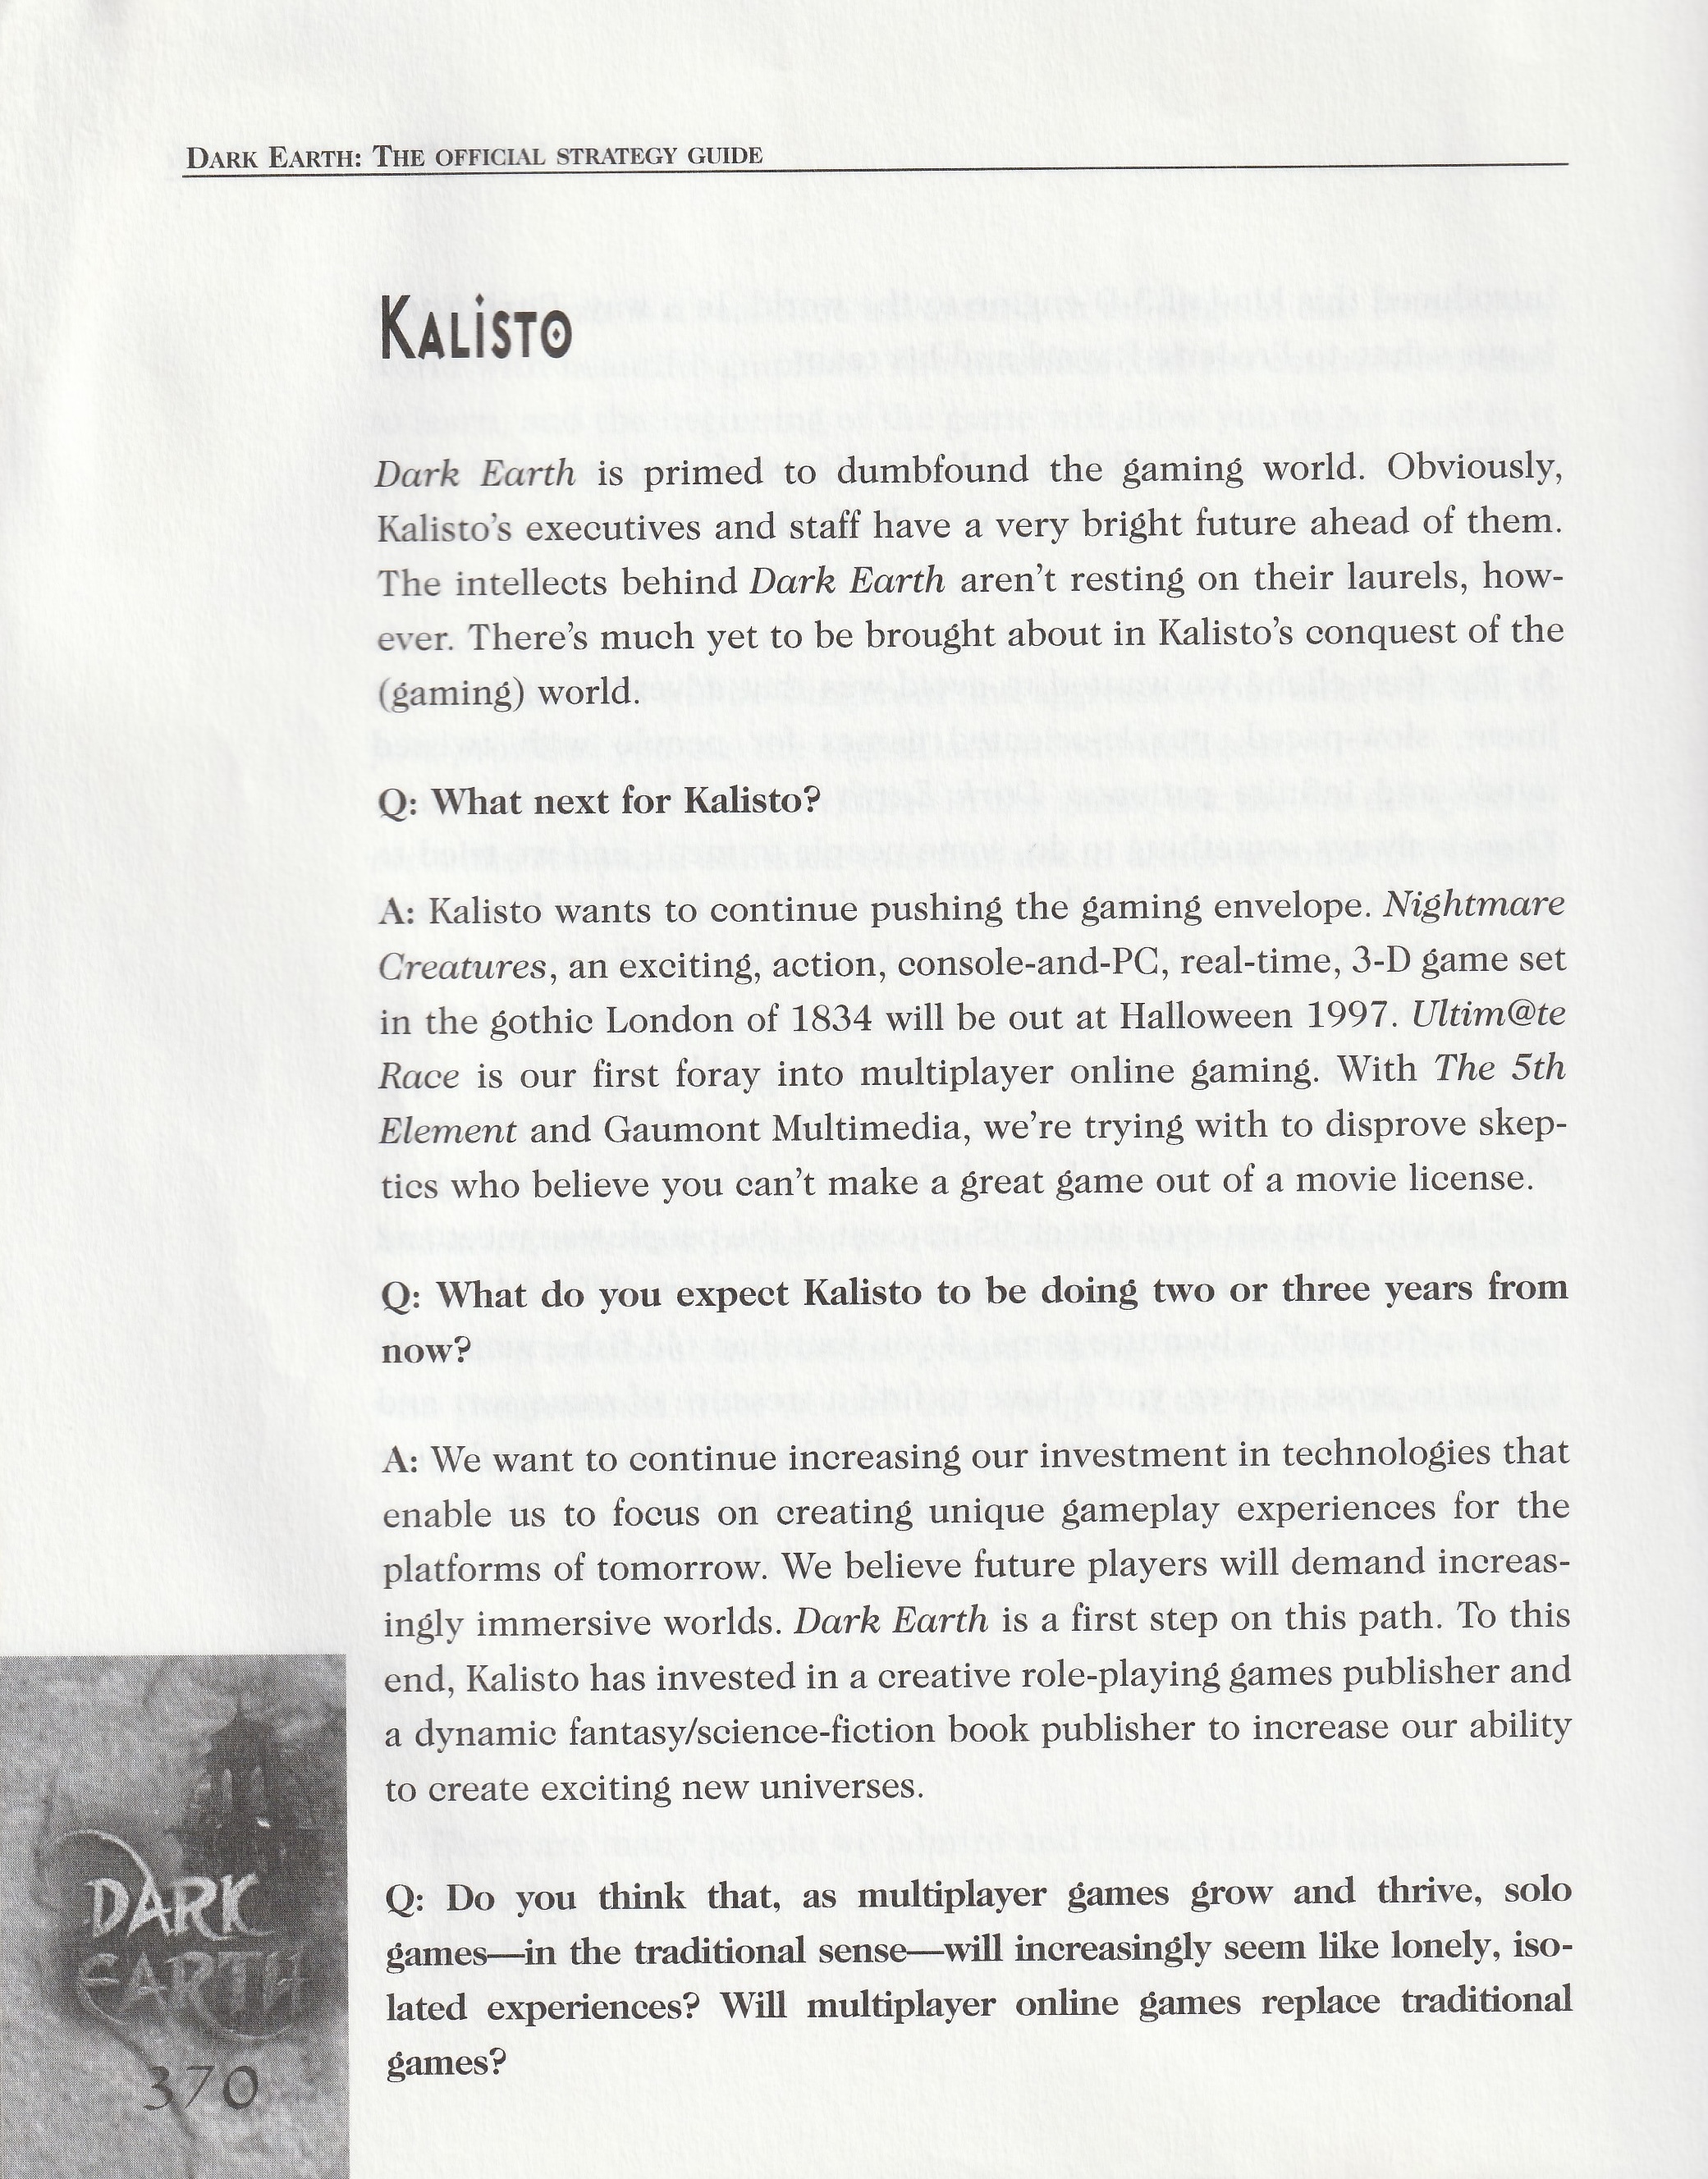 DARK EARTH: THE OFFICIAL STRATEGY GUIDE
KALiSTO
Dark Earth is primed to dumbfound the gaming world. Obviously,
Kalisto's executives and staff have a very bright future ahead of them.
The intellects behind Dark Earth aren't resting on their laurels, how-
ever. There's much yet to be brought about in Kalisto's conquest of the
(gaming) world.
Q: What next for Kalisto?
A: Kalisto wants to continue pushing the gaming envelope. Nightmare
Creatures, an exciting, action, console-and-PC, real-time, 3-D game set
in the gothic London of 1834 will be out at Halloween 1997. Ultim@te
Race is our first foray into multiplayer online gaming. With The 5th
Element and Gaumont Multimedia, we're trying with to disprove skep-
tics who believe you can't make a great game out of a movie license.
Q: What do you expect Kalisto to be doing two or three years from
now?
A: We want to continue increasing our investment in technologies that
enable us to focus on creating unique gameplay experiences for the
platforms of tomorrow. We believe future players will demand increas-
ingly immersive worlds. Dark Earth is a first step on this path. To this
end, Kalisto has invested in a creative role-playing games publisher and
a dynamic fantasy/science-fiction book publisher to increase our ability
to create exciting new universes.
Q: Do you think that, as multiplayer games grow and thrive, solo
games—in the traditional sense—will increasingly seem like lonely, iso-
lated experiences? Will multiplayer online games replace traditional
games?
DARK
EARTH
370